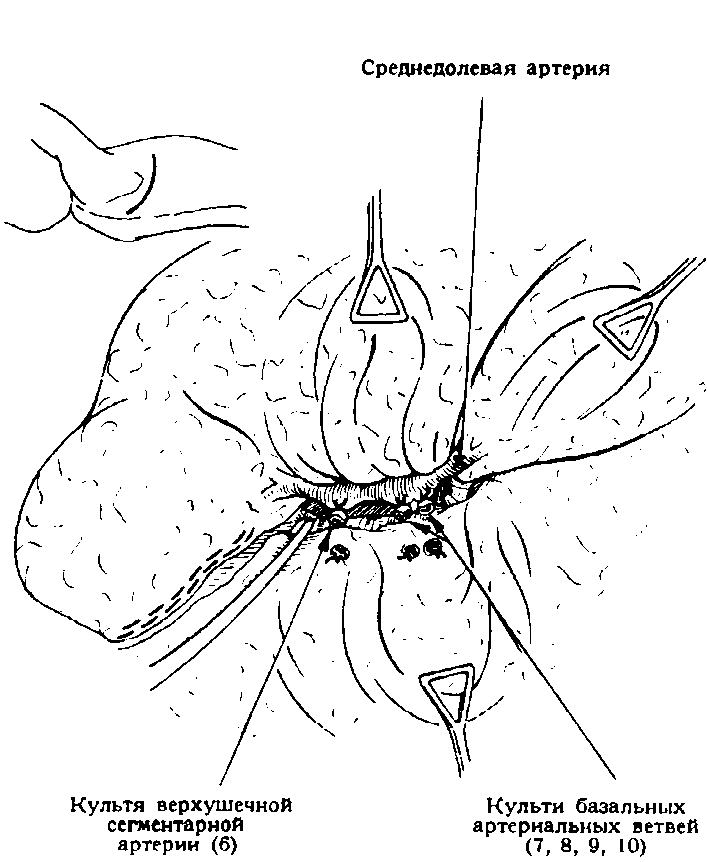 Среднедолевая артерия
Культя верхушечной
сегментарной
артерии (6)
Культи базальных
артериальных ветвей
(7, 8, 9, 10)